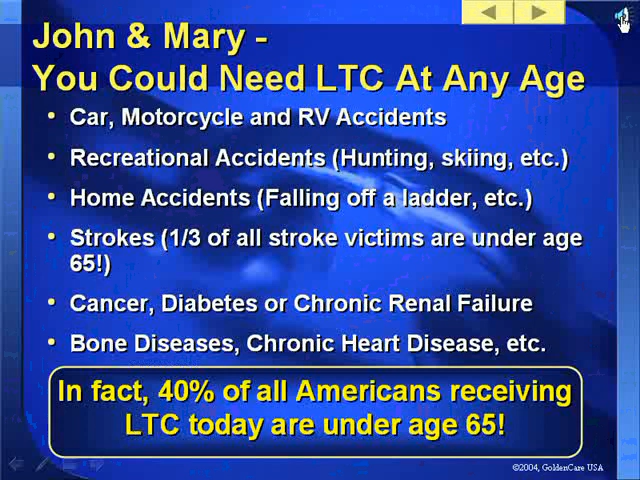 John & Mary -
You Could Need LTC At Any Age
• Car, Motorcycle and RV Accidents
• Recreational Accidents (Hunting, skiing, etc.)
• Home Accidents (Falling off a ladder, etc.)
• Strokes (1/3 of all stroke victims are under age
65!)
• Cancer, Diabetes or Chronic Renal Failure
• Bone Diseases, Chronic Heart Disease, etc.
In fact, 40% of all Americans receiving
LTC today are under age 65!
©2004, GoldenCare USA